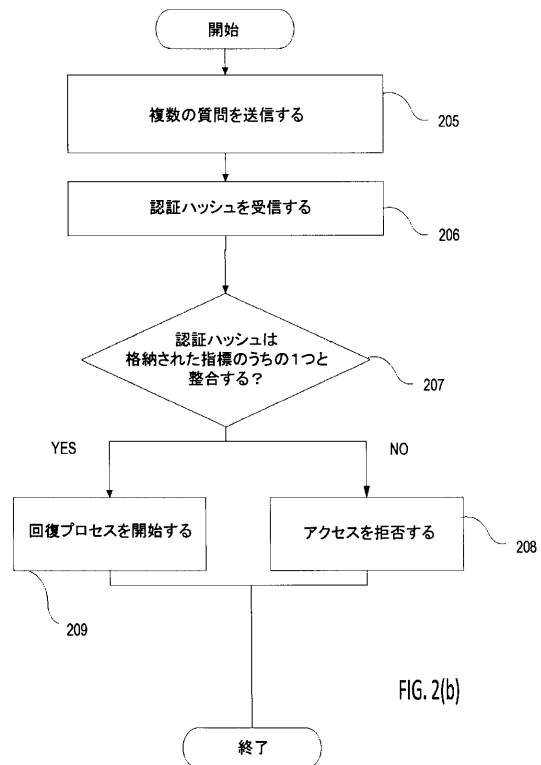 開始
複数の質問を送信する
205
認証ハッシュを受信する
206
認証ハッシュは
格納された指標のうちの1つと
整合する?
207
YES
NO
回復プロセスを開始する
アクセスを拒否する
208
209
FIG. 2(b)
終了